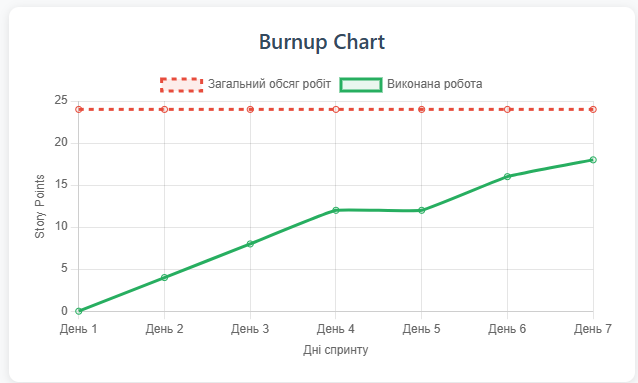 Burnup Chart
Загальний обсяг робіт Виконана робота
25
20
15
10
5
0
Story Points
День 1 День 2 День 3 День 4 День 5 День 6 День 7
Дні спринту